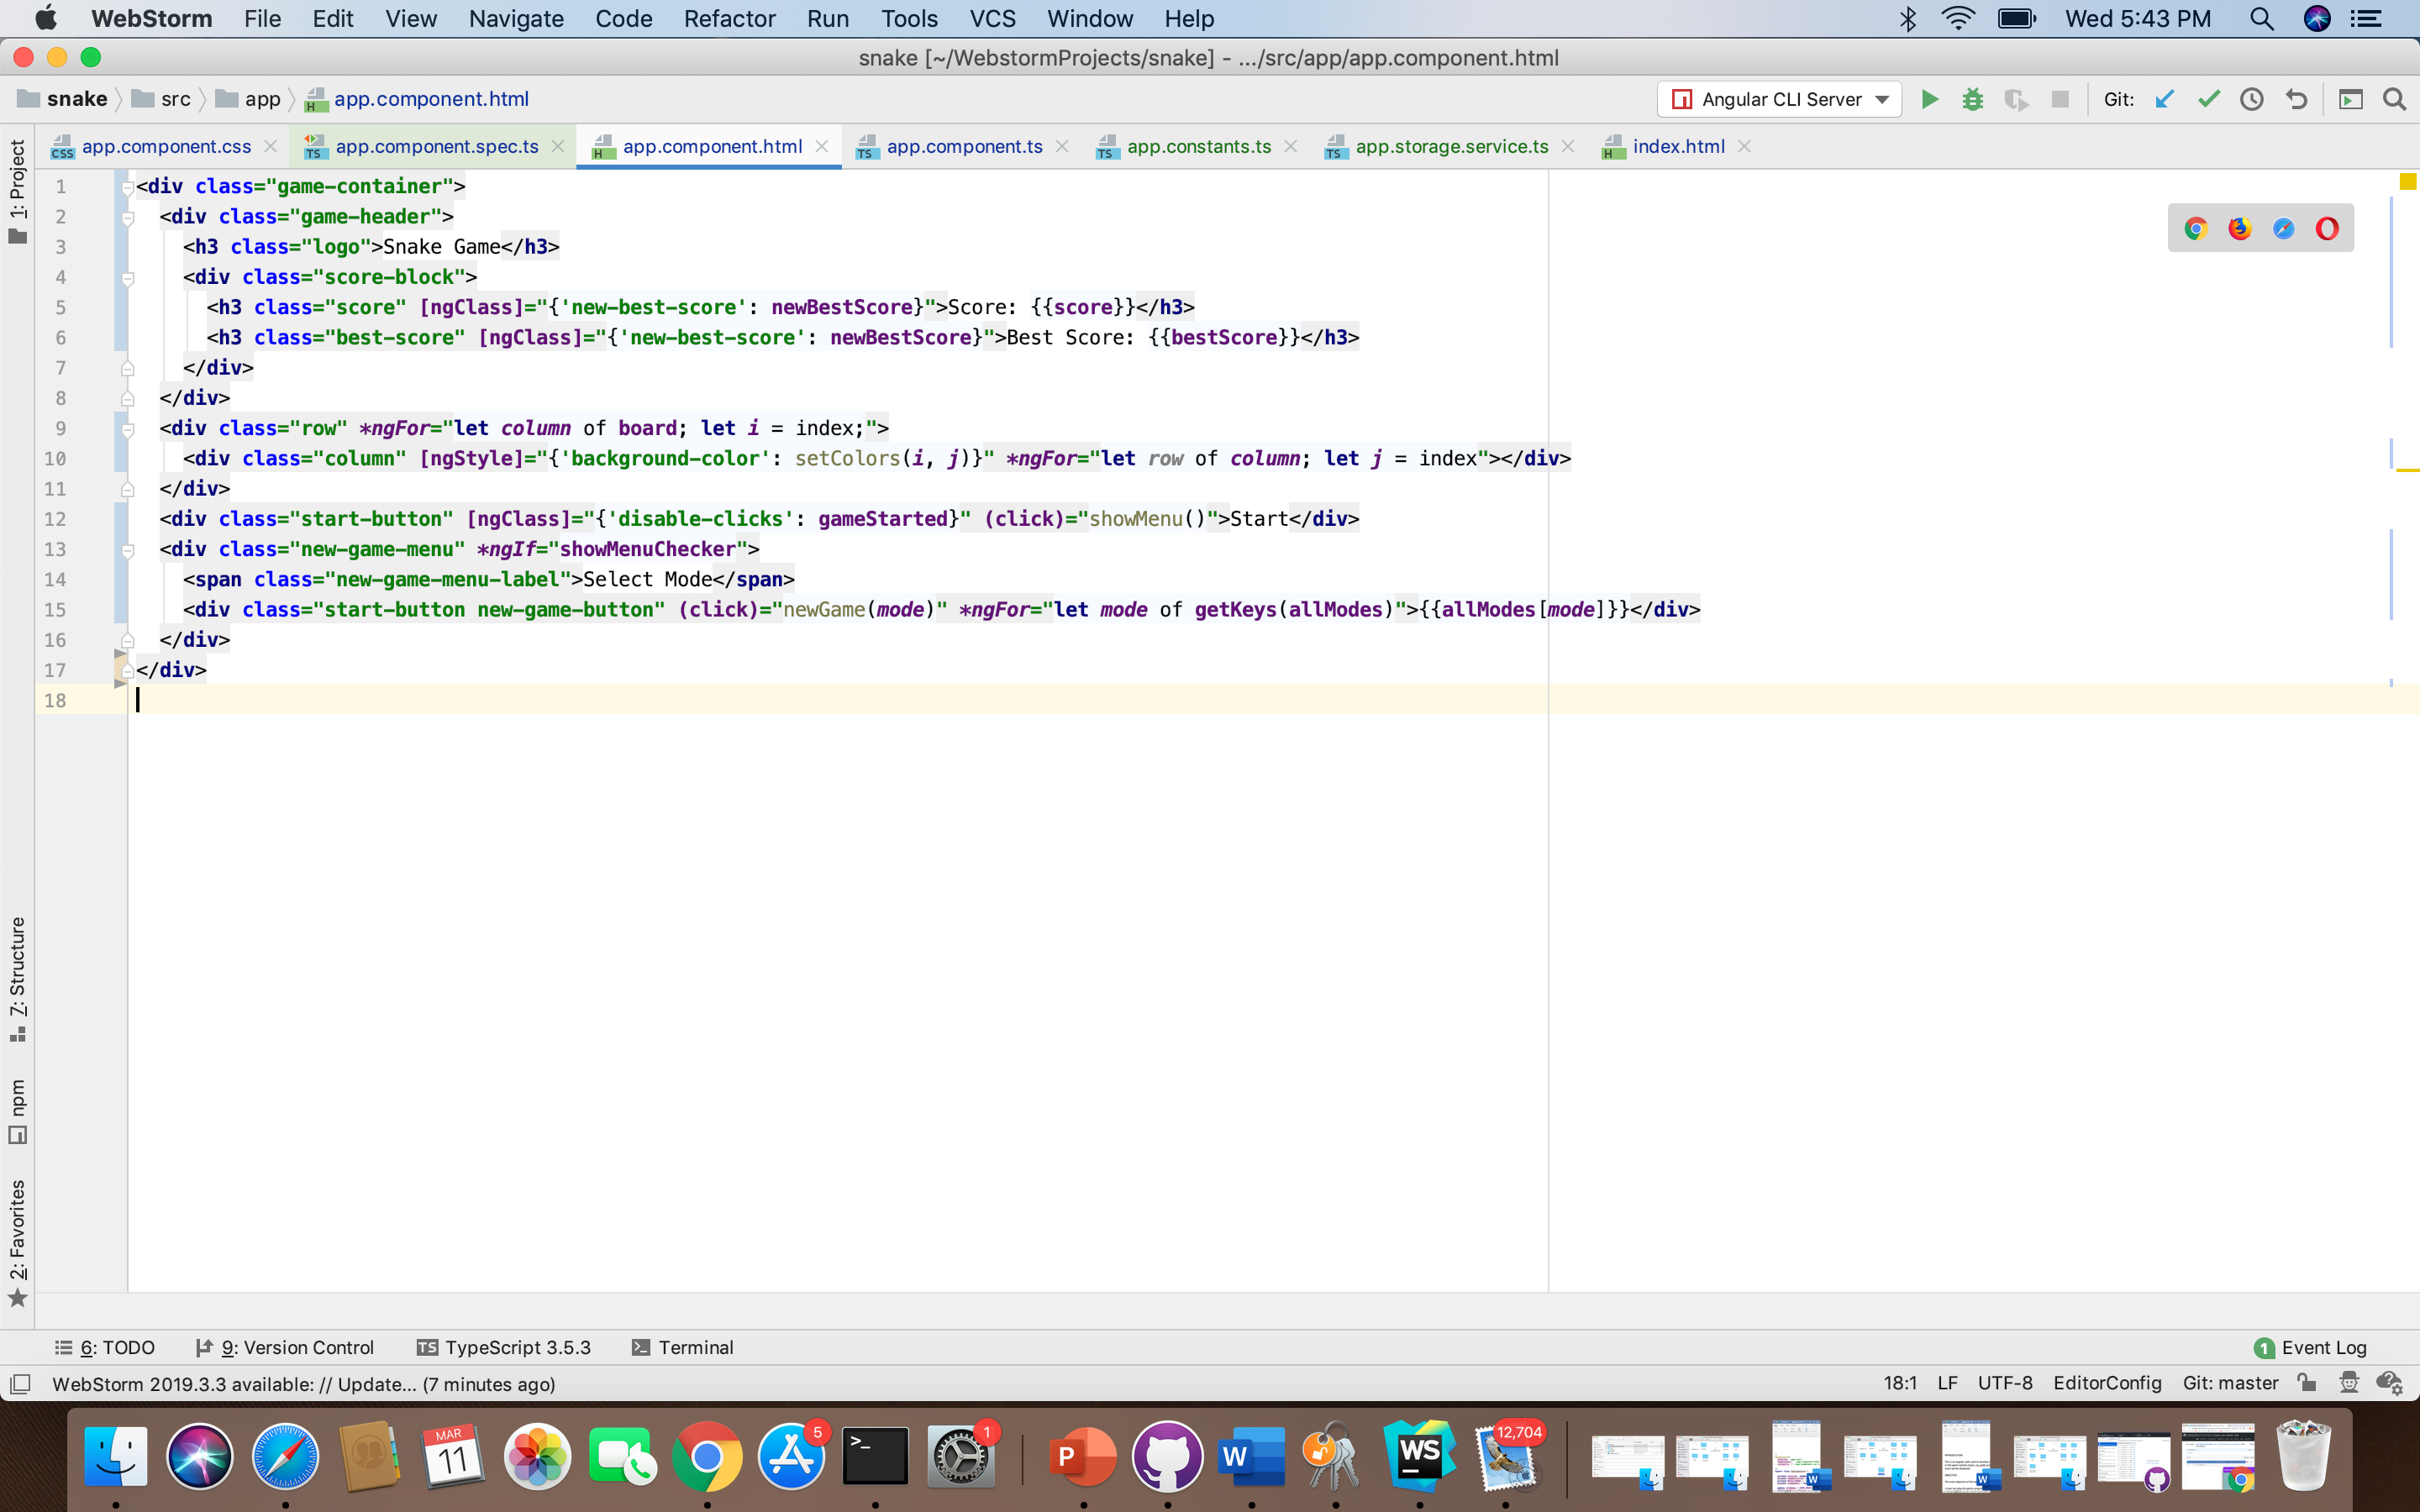 WebStorm File Edit View Navigate Code Refactor Run Tools VCS Window Help Wed 5:43 PM
snake [~/WebstormProjects/snake] - .../src/app/app.component.html
snake src app app.component.html Angular CLI Server Git:
app.component.css app.component.spec.ts app.component.html app.component.ts app.constants.ts app.storage.service.ts index.html
1: Project
1 <div class="game-container">
2 <div class="game-header">
3 <h3 class="logo">Snake Game</h3>
4 <div class="score-block">
5 <h3 class="score" [ngClass]="{'new-best-score': newBestScore}">Score: {{score}}</h3>
6 <h3 class="best-score" [ngClass]="{'new-best-score': newBestScore}">Best Score: {{bestScore}}</h3>
7 </div>
8 </div>
9 <div class="row" *ngFor="let column of board; let i = index;">
10 <div class="column" [ngStyle]="{'background-color': setColors(i, j)}" *ngFor="let row of column; let j = index"></div>
11 </div>
12 <div class="start-button" [ngClass]="{'disable-clicks': gameStarted}" (click)="showMenu()">Start</div>
13 <div class="new-game-menu" *ngIf="showMenuChecker">
14 <span class="new-game-menu-label">Select Mode</span>
15 <div class="start-button new-game-button" (click)="newGame(mode)" *ngFor="let mode of getKeys(allModes)">{{allModes[mode]}}</div>
16 </div>
17 </div>
18
7: Structure
npm
2: Favorites
6: TODO 9: Version Control TypeScript 3.5.3 Terminal 1 Event Log
WebStorm 2019.3.3 available: // Update... (7 minutes ago) 18:1 LF UTF-8 EditorConfig Git: master
MAR
11
5
1
P
W
WS
12,704